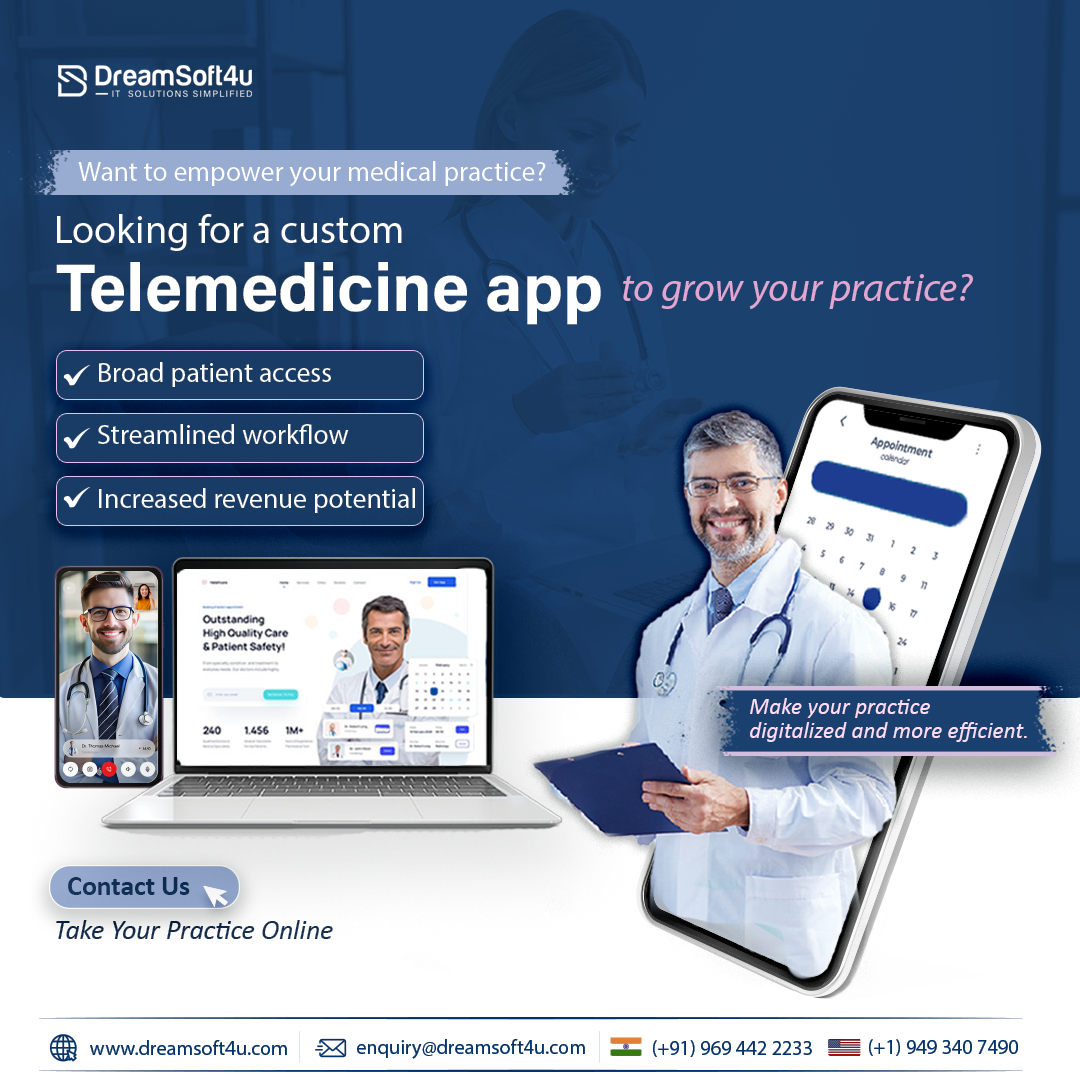 DreamSoft4u
IT SOLUTIONS SIMPLIFIED
Want to empower your medical practice?
Looking for a custom
Telemedicine app to grow your practice?
Broad patient access
Streamlined workflow
Increased revenue potential
Appointment
calendar
28 29 30 31 1 2 3
4 5 6 7 8 9 11
14 16 17
24
Dr. Thomas Michael
Outstanding
High Quality Care
& Patient Safety!
240 1.456 1M+
Make your practice
digitalized and more efficient.
Contact Us
Take Your Practice Online
www.dreamsoft4u.com
enquiry@dreamsoft4u.com
(+91) 969 442 2233
(+1) 949 340 7490